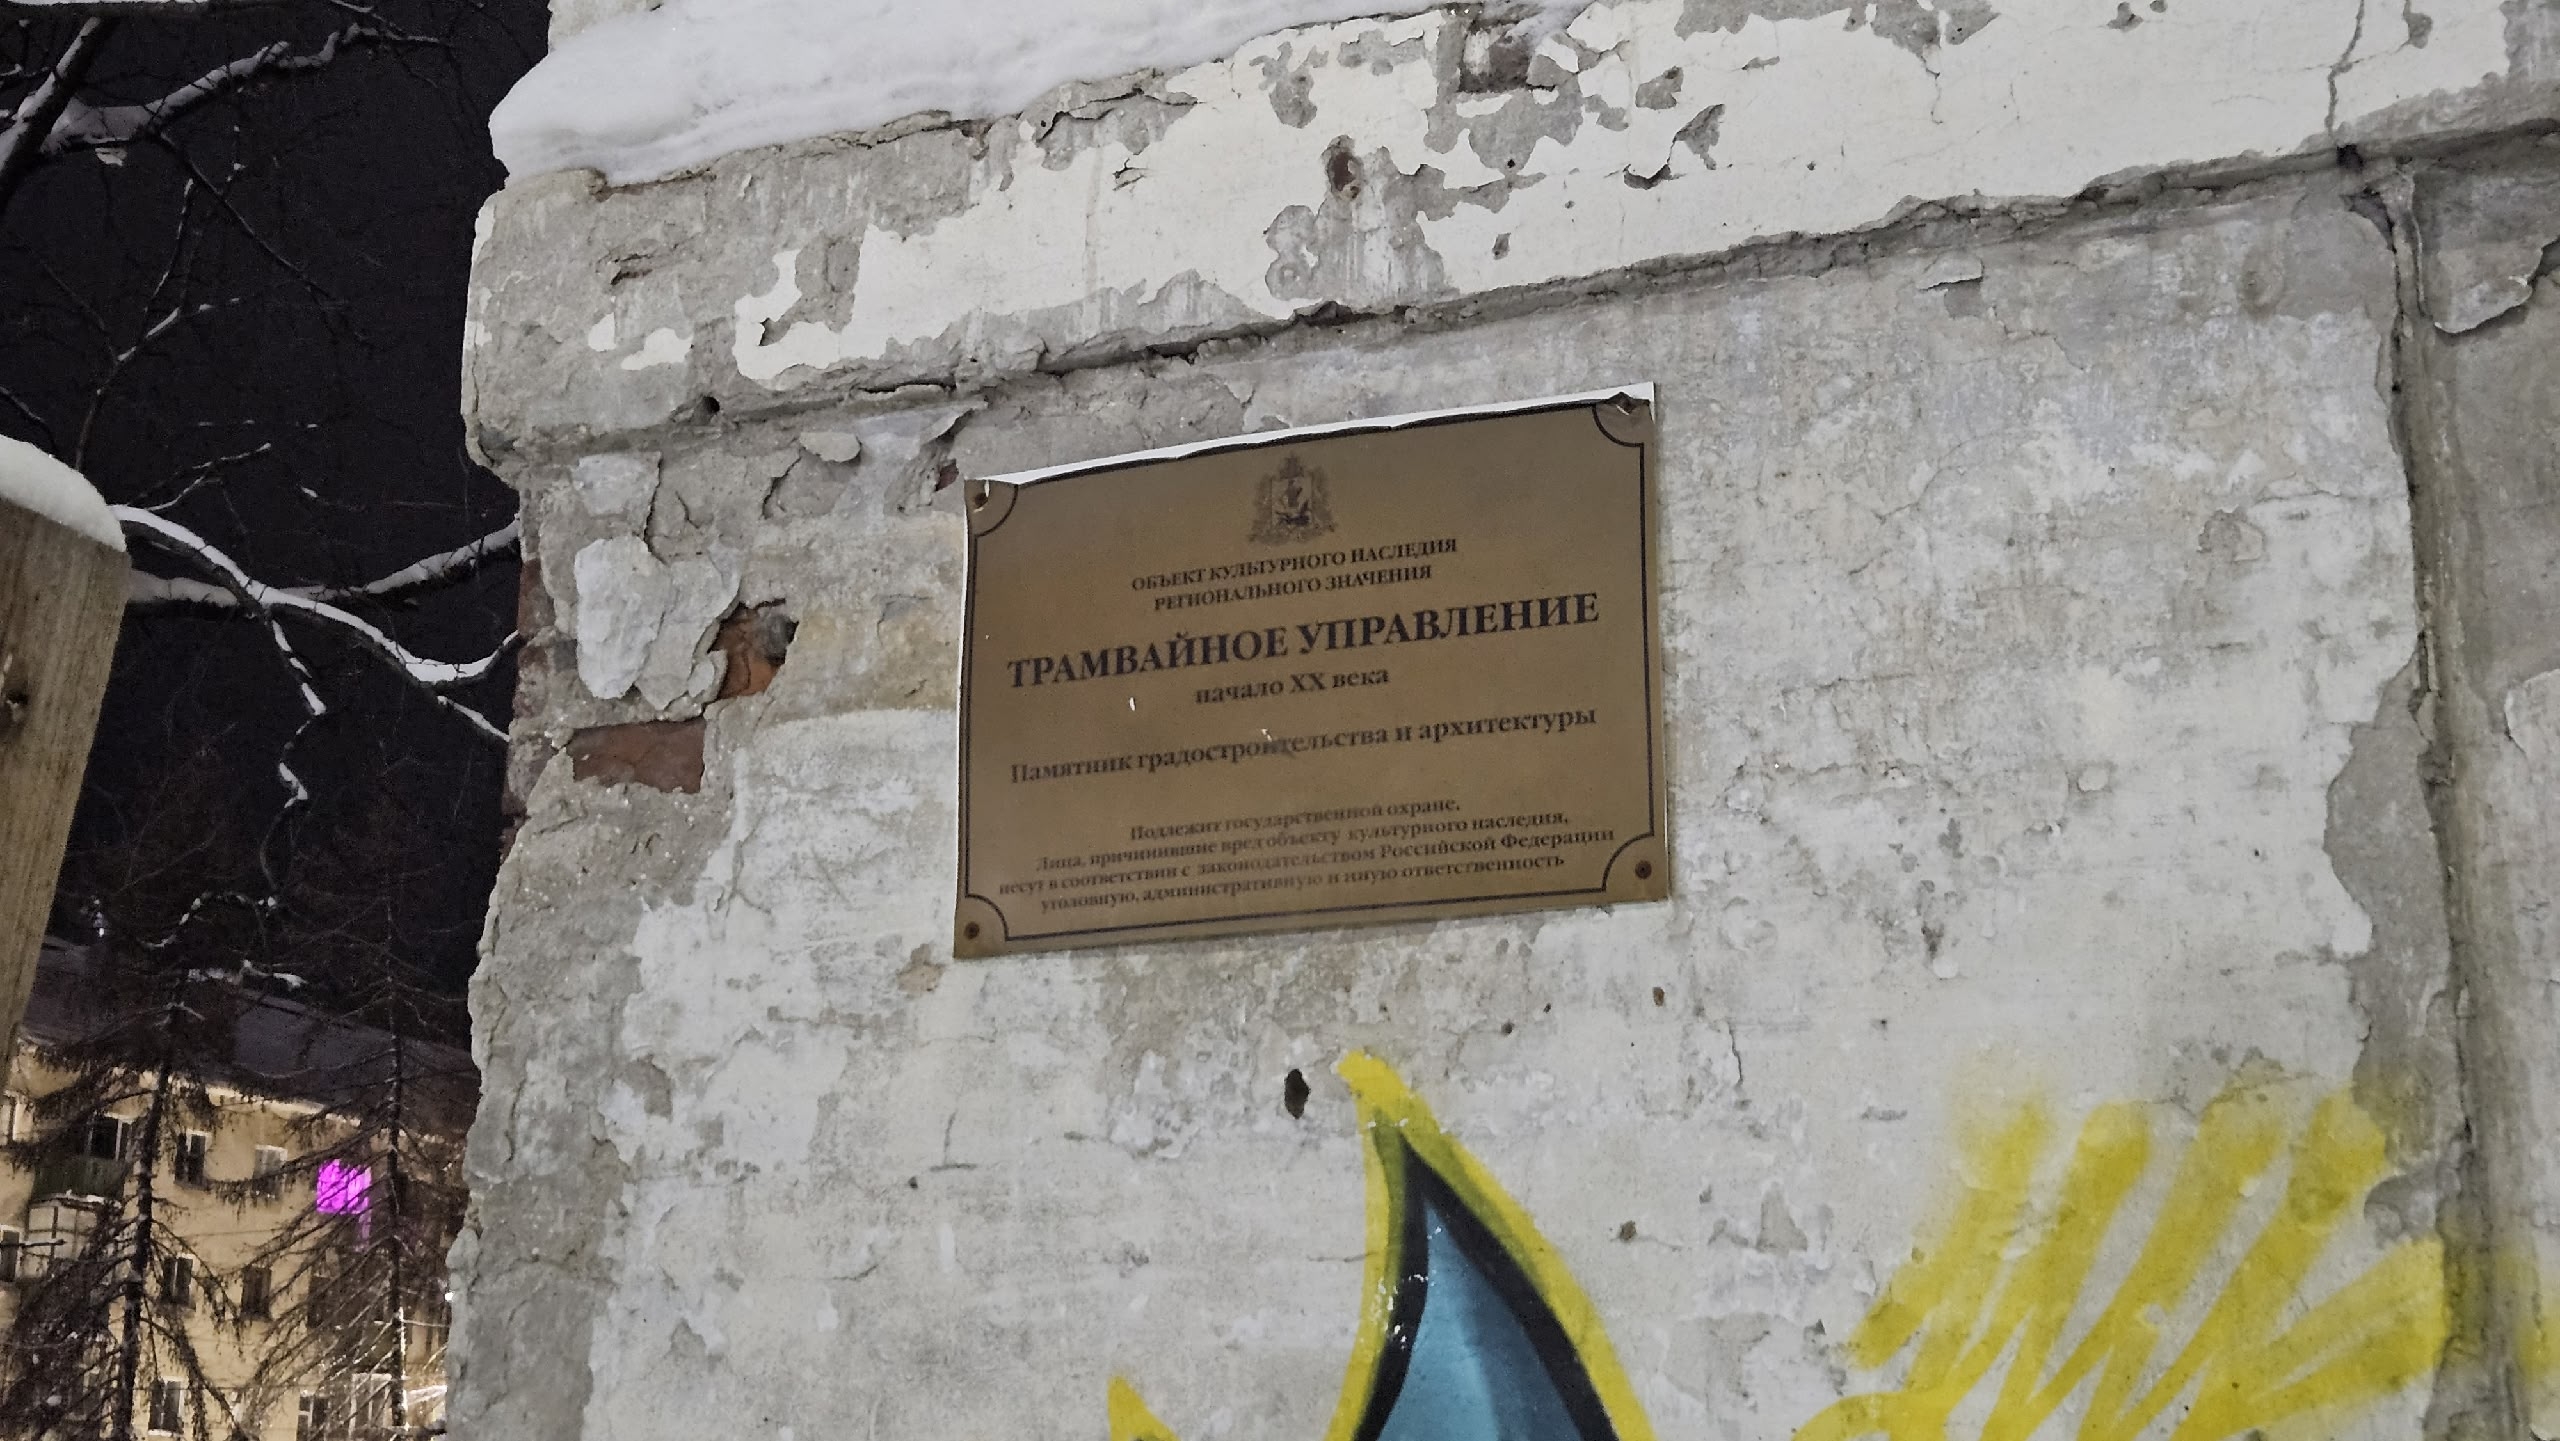 ОБЪЕКТ КУЛЬТУРНОГО НАСЛЕДИЯ
РЕГИОНАЛЬНОГО ЗНАЧЕНИЯ
ТРАМВАЙНОЕ УПРАВЛЕНИЕ
начало XX века
Памятник градостроительства и архитектуры
Подлежит государственной охране.
Лица, причинившие вред объекту культурного наследия,
несут в соответствии с законодательством Российской Федерации
уголовную, административную и иную ответственность